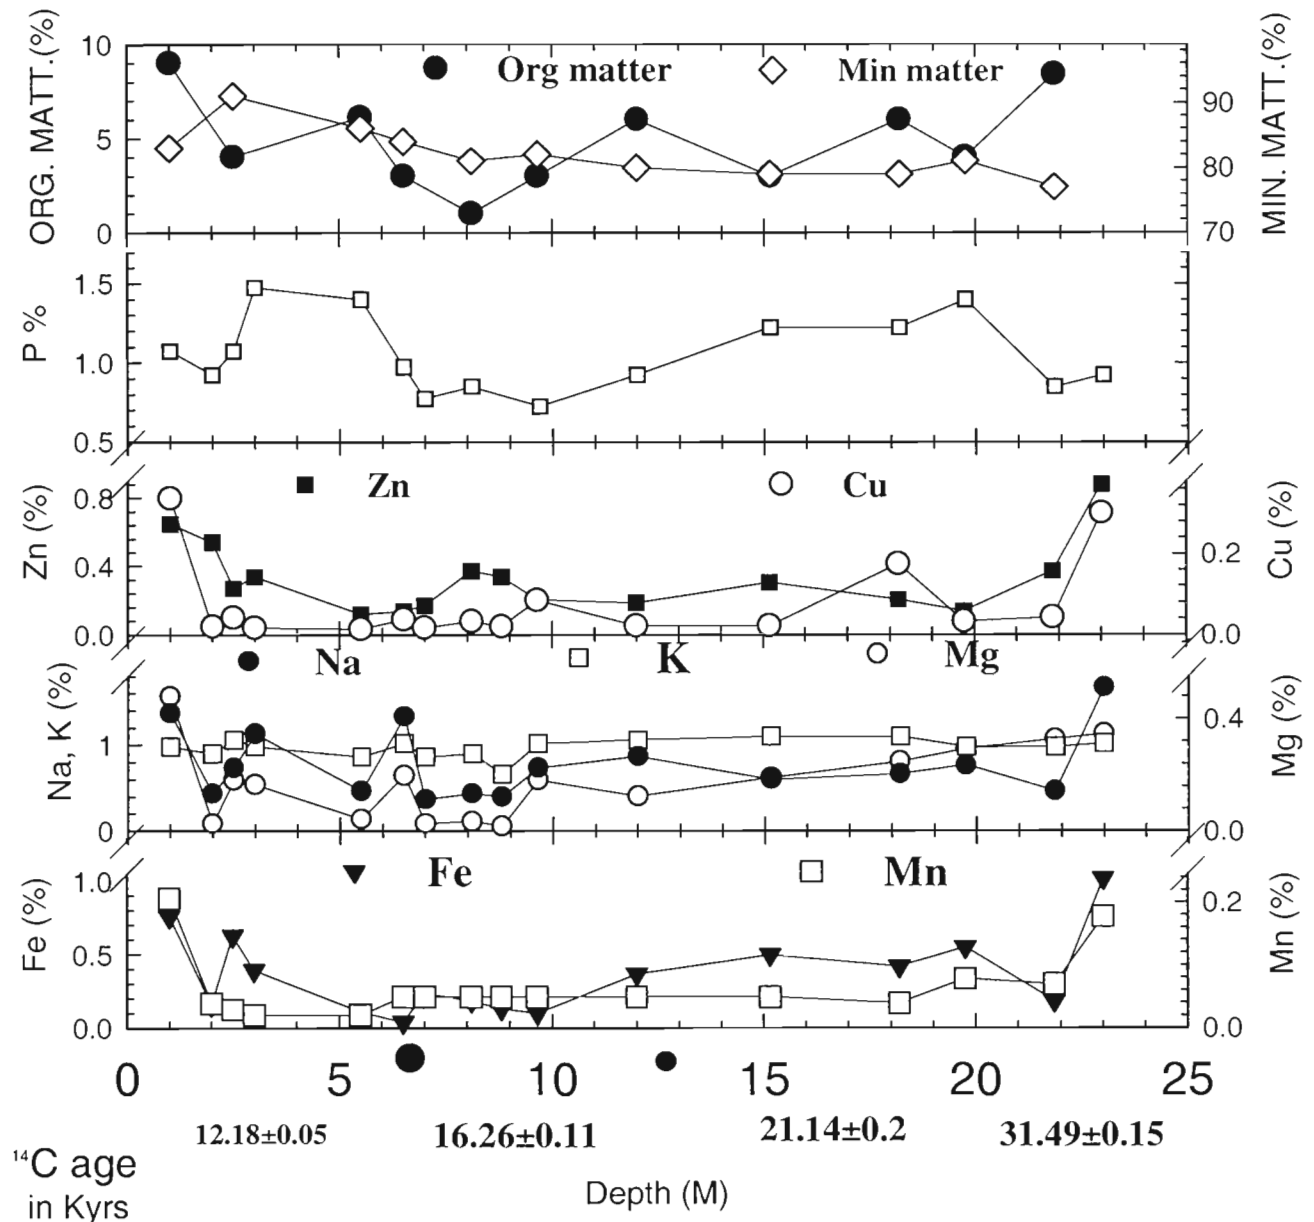 ORG. MATT.(%)
10
5
0
Org matter
Min matter
90
80
70
MIN. MATT.(%)
P %
1.5
1.0
0.5
Zn (%)
0.8
0.4
0.0
Zn
Cu
0.2
0.0
Cu (%)
Na, K (%)
1
0
Na
K
Mg
0.4
0.0
Mg (%)
Fe (%)
1.0
0.5
0.0
Fe
Mn
0.2
0.0
Mn (%)
0 5 10 15 20 25
12.18±0.05 16.26±0.11 21.14±0.2 31.49±0.15
14C age
in Kyrs
Depth (M)